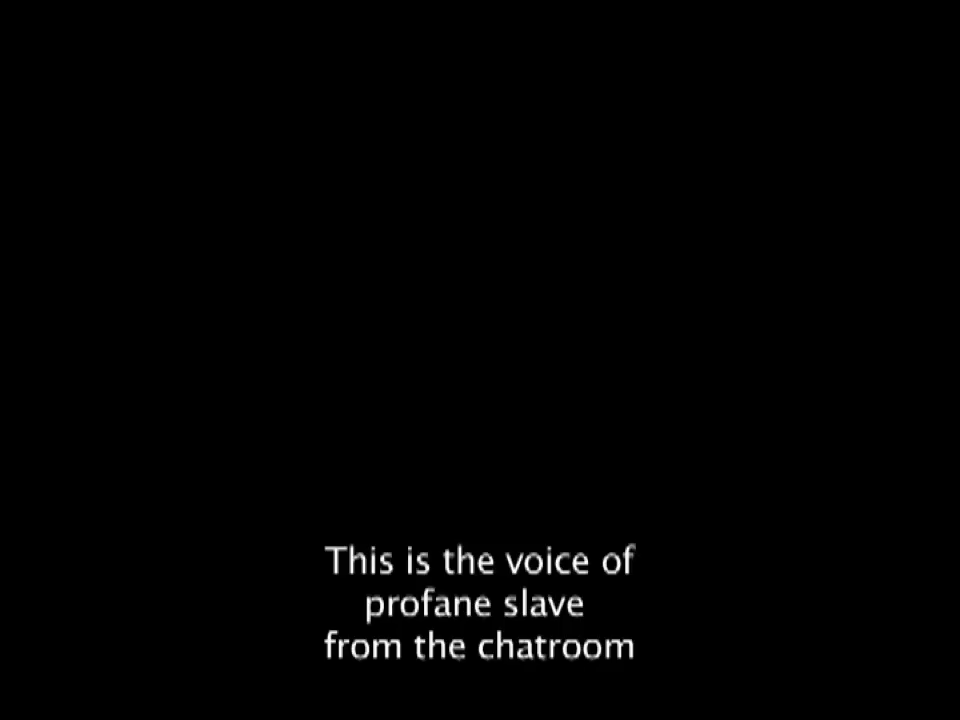 This is the voice of
profane slave
from the chatroom